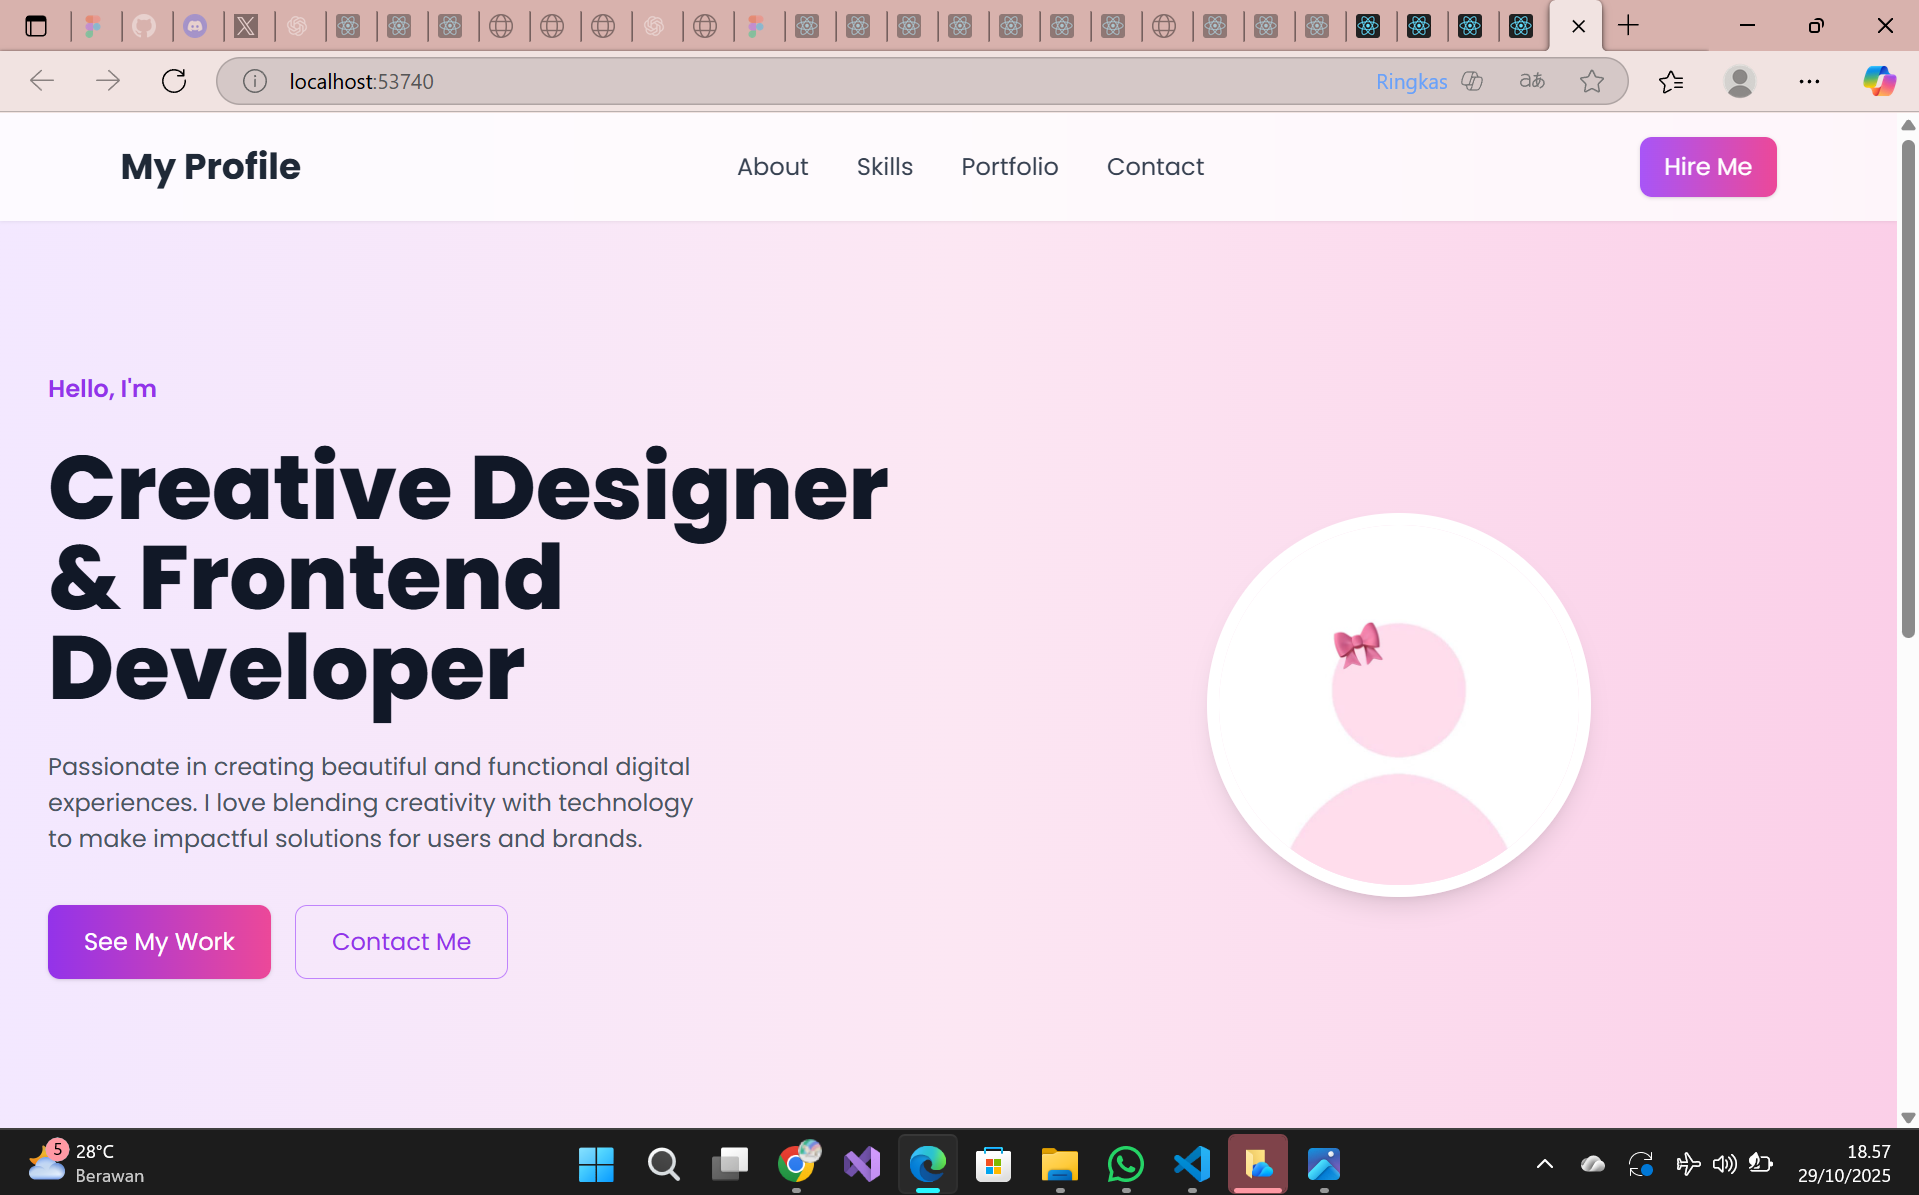 localhost:53740
Ringkas
aあ
My Profile
About
Skills
Portfolio
Contact
Hire Me
Hello, I'm
Creative Designer
& Frontend
Developer
Passionate in creating beautiful and functional digital
experiences. I love blending creativity with technology
to make impactful solutions for users and brands.
See My Work
Contact Me
5
28°C
Berawan
18.57
29/10/2025